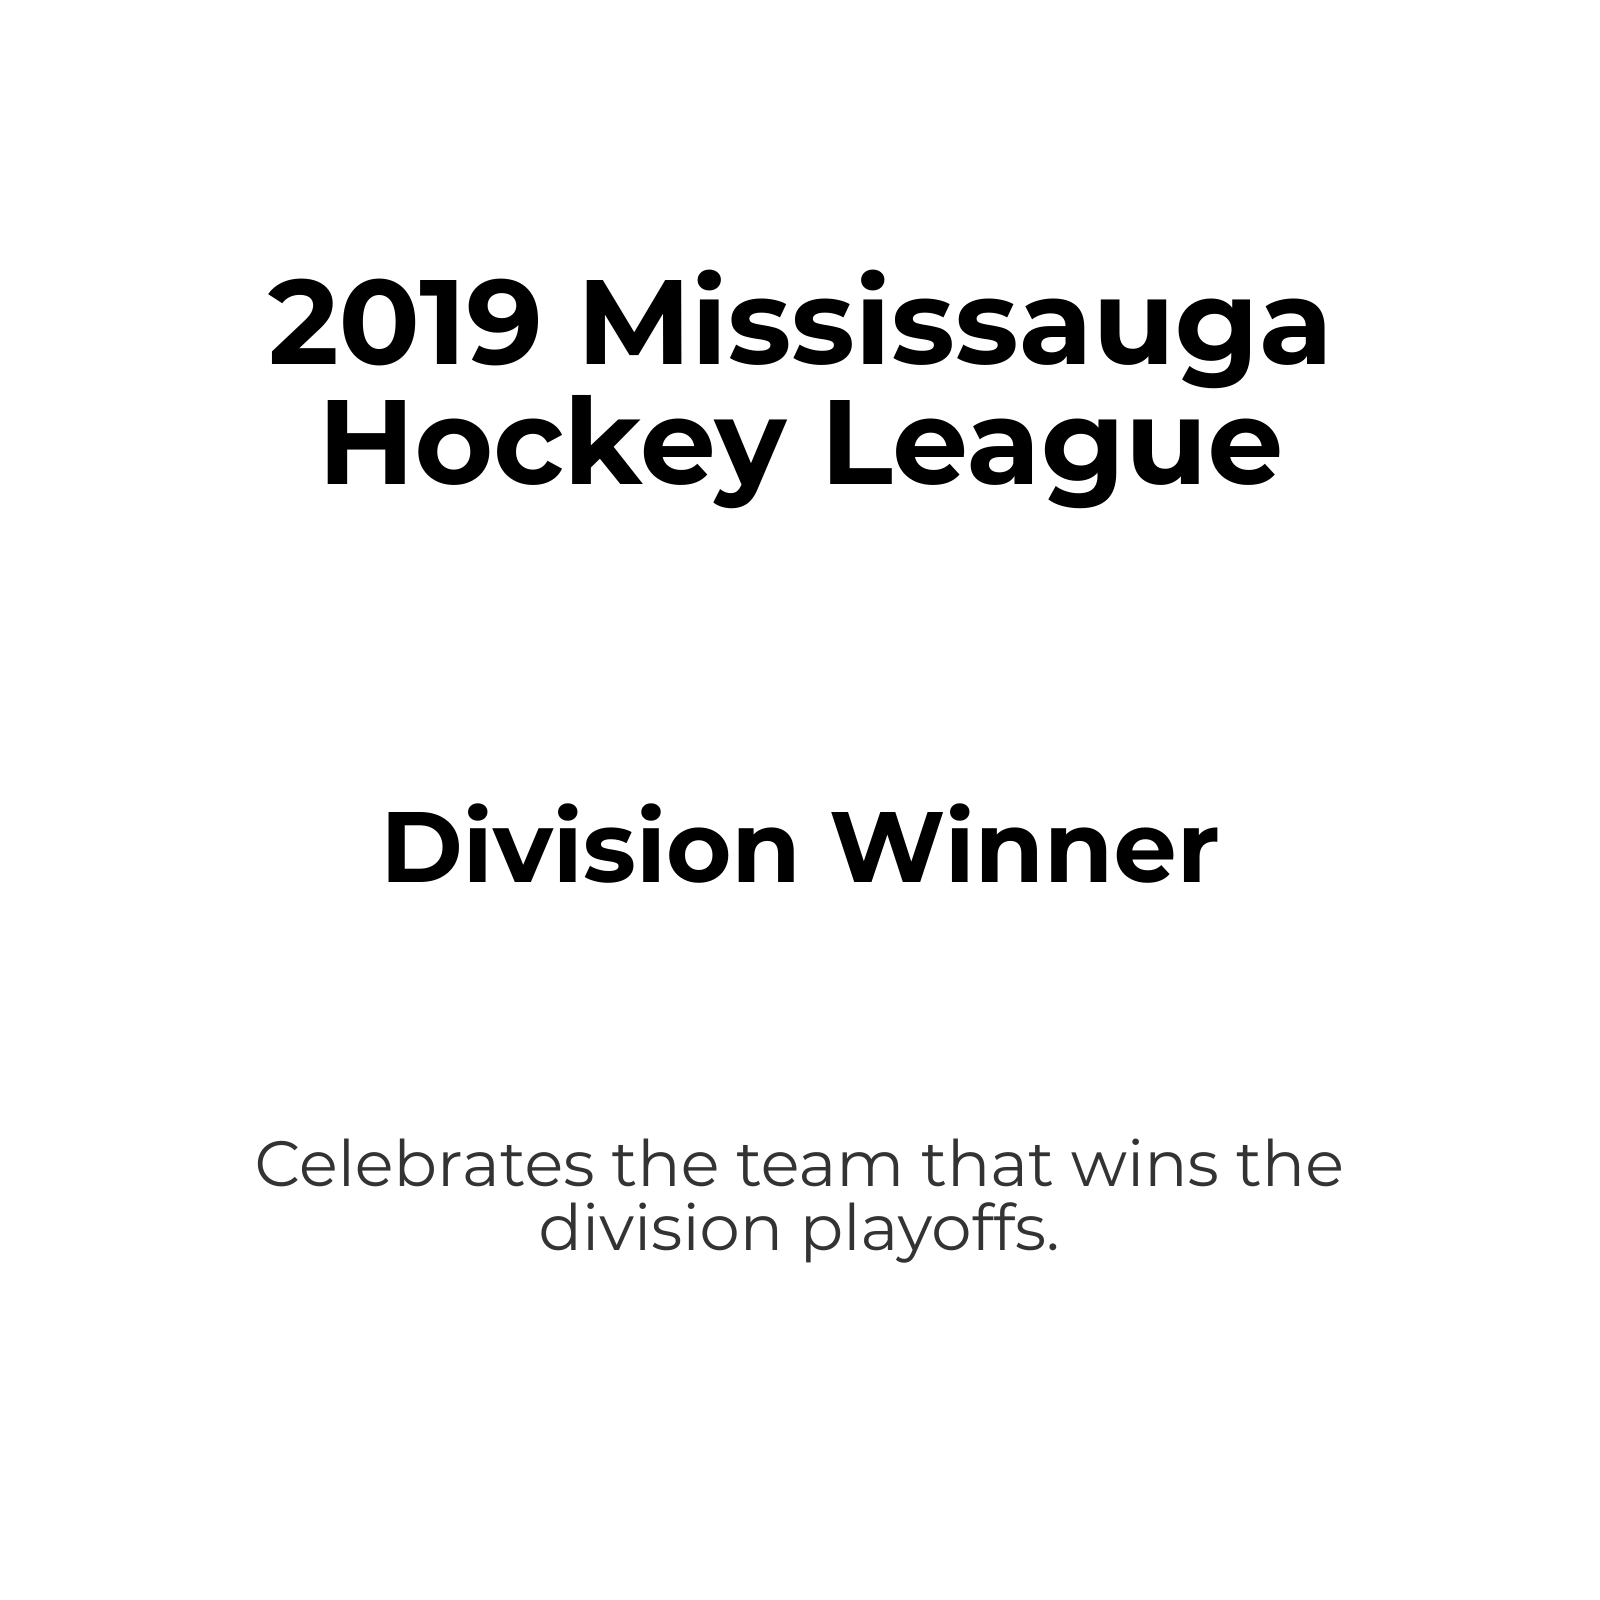 2019 Mississauga
Hockey League
Division Winner
Celebrates the team that wins the
division playoffs.